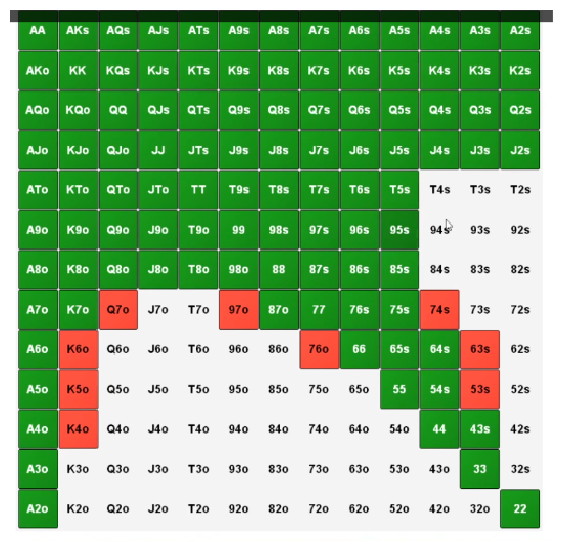 AA AKs AQs AJs ATs A9s A8s A7s A6s A5s A4s A3s A2s
AKo KK KQs KJs KTs K9s K8s K7s K6s K5s K4s K3s K2s
AQo KQo QQ QJs QTs Q9s Q8s Q7s Q6s Q5s Q4s Q3s Q2s
AJo KJo QJo JJ JTs J9s J8s J7s J6s J5s J4s J3s J2s
ATo KTo QTo JTo TT T9s T8s T7s T6s T5s T4s T3s T2s
A9o K9o Q9o J9o T9o 99 98s 97s 96s 95s 94s 93s 92s
A8o K8o Q8o J8o T8o 98o 88 87s 86s 85s 84s 83s 82s
A7o K7o Q7o J7o T7o 97o 87o 77 76s 75s 74s 73s 72s
A6o K6o Q6o J6o T6o 96o 86o 76o 66 65s 64s 63s 62s
A5o K5o Q5o J5o T5o 95o 85o 75o 65o 55 54s 53s 52s
A4o K4o Q4o J4o T4o 94o 84o 74o 64o 54o 44 43s 42s
A3o K3o Q3o J3o T3o 93o 83o 73o 63o 53o 43o 33 32s
A2o K2o Q2o J2o T2o 92o 82o 72o 62o 52o 42o 32o 22